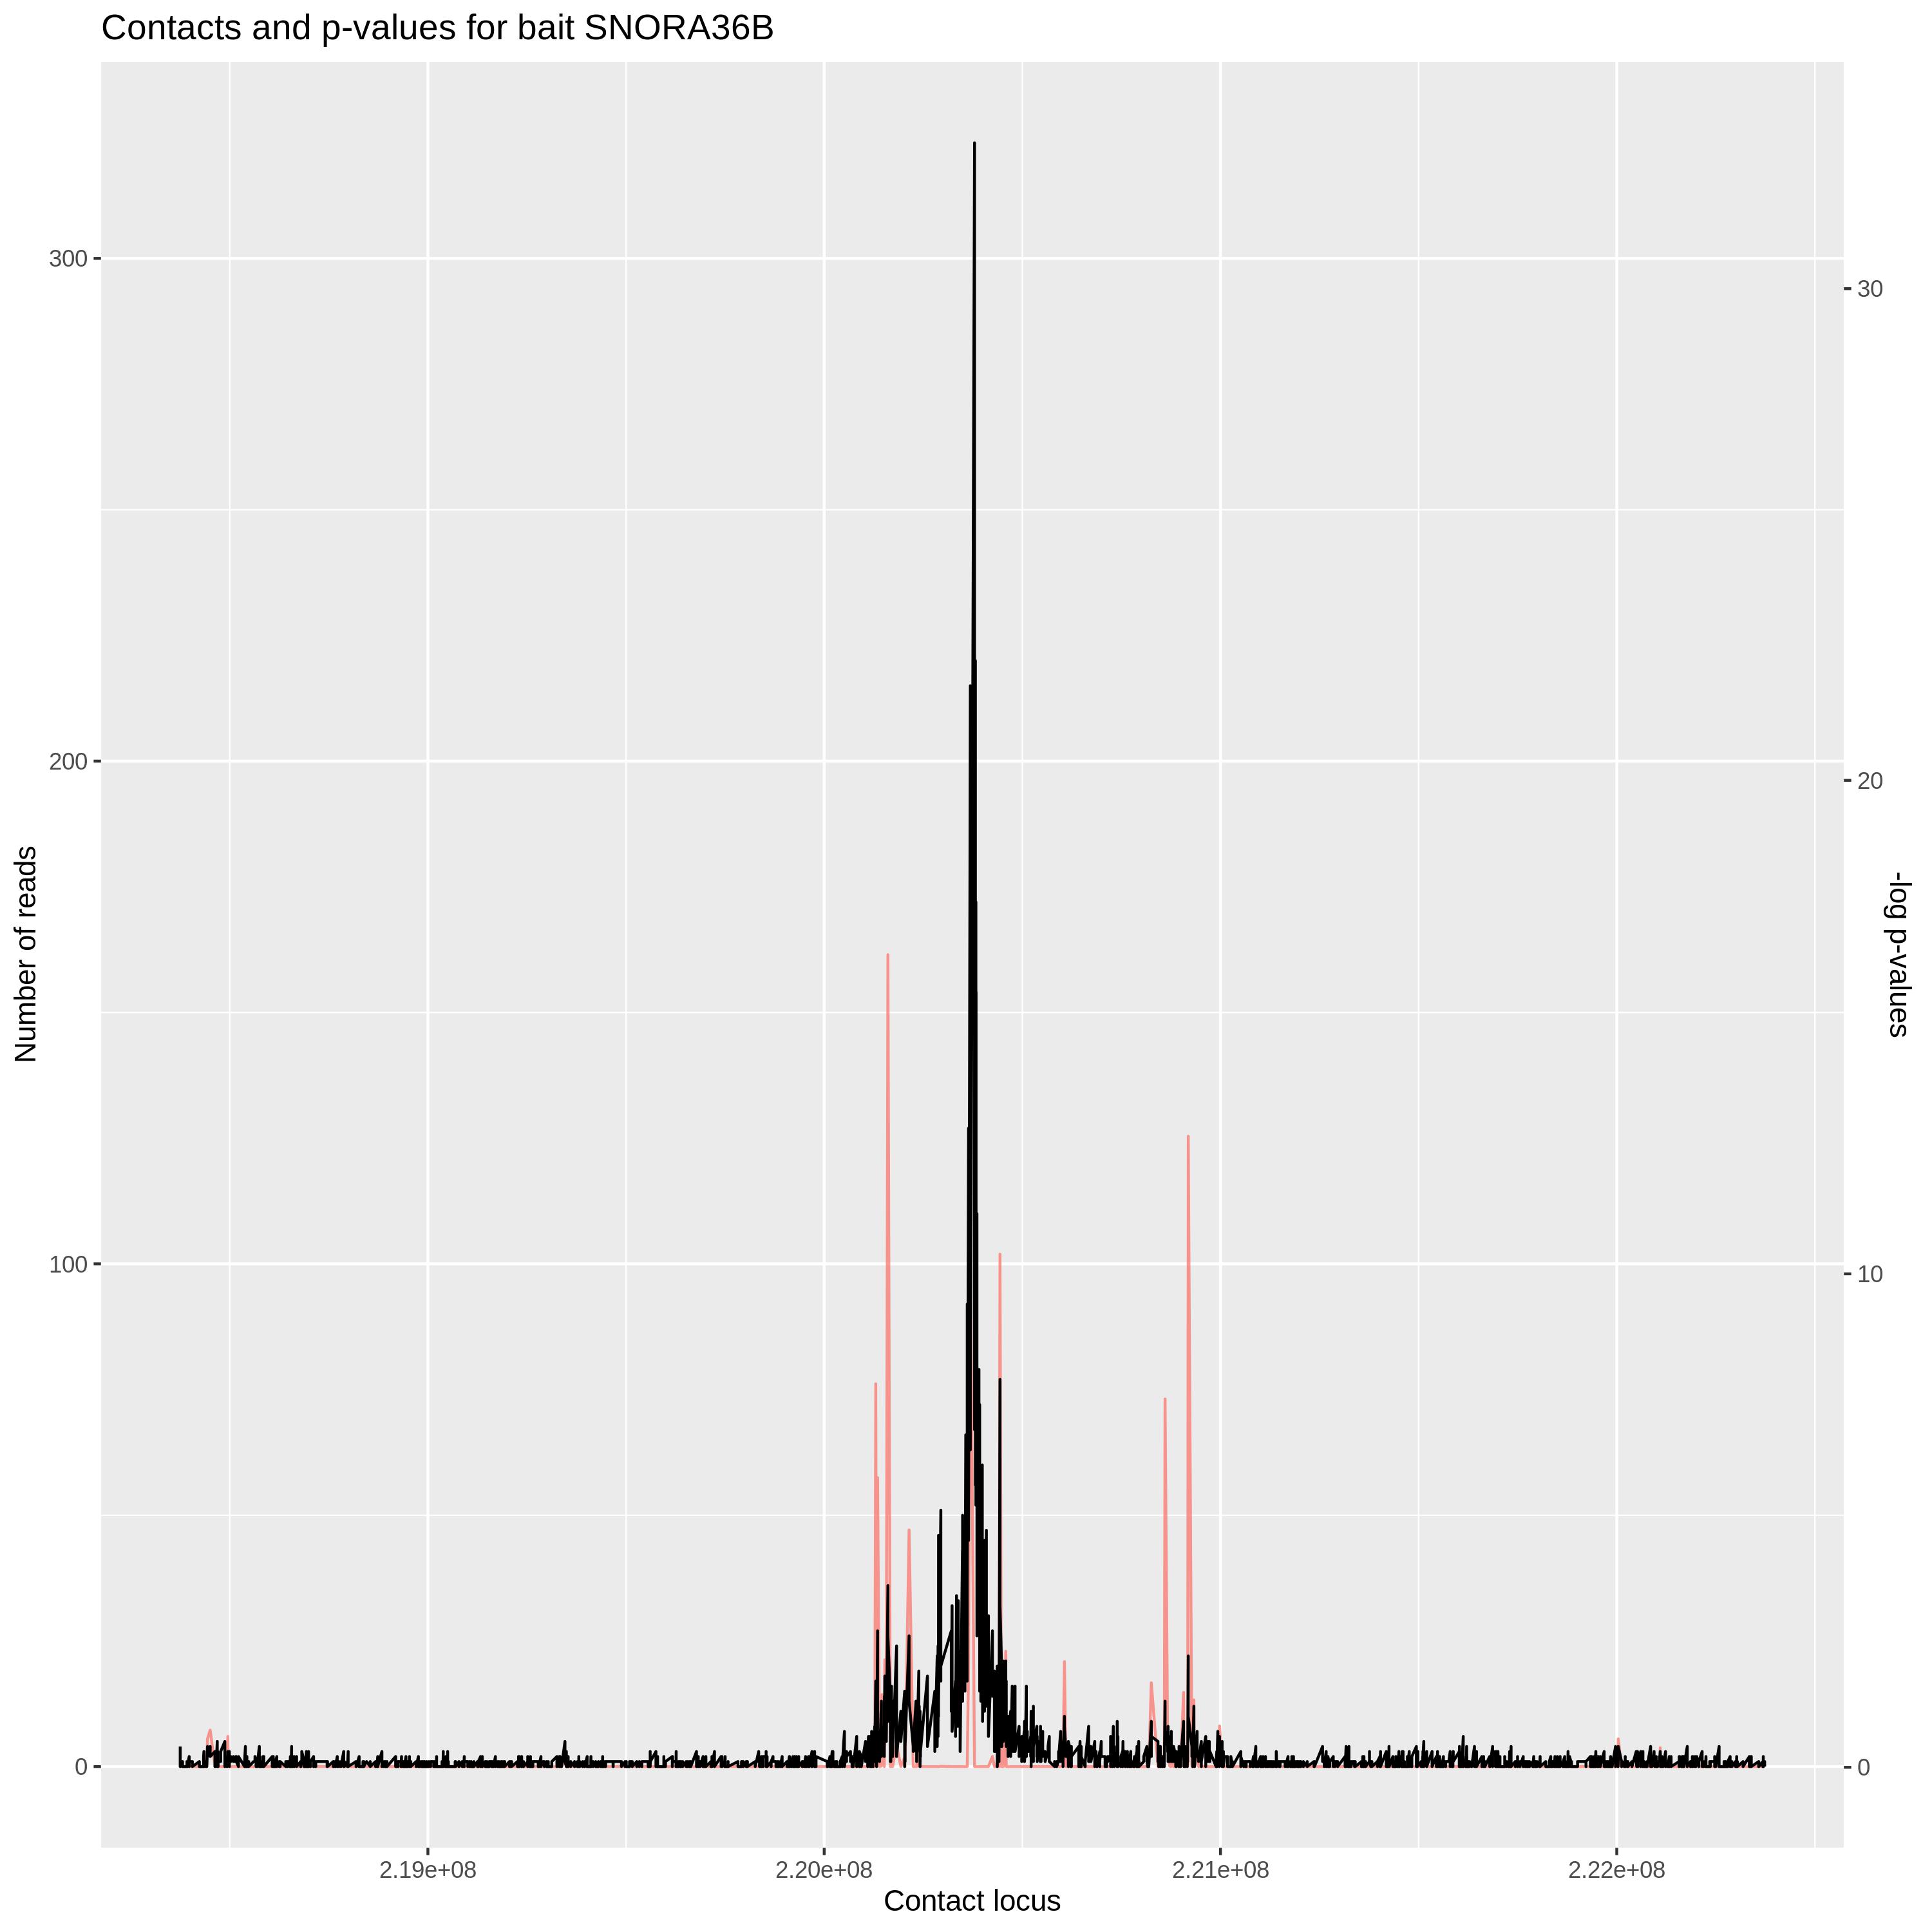 Contacts and p-values for bait SNORA36B
300
200
100
0
Number of reads
30
20
10
0
-log p-values
2.19e+08
2.20e+08
2.21e+08
2.22e+08
Contact locus